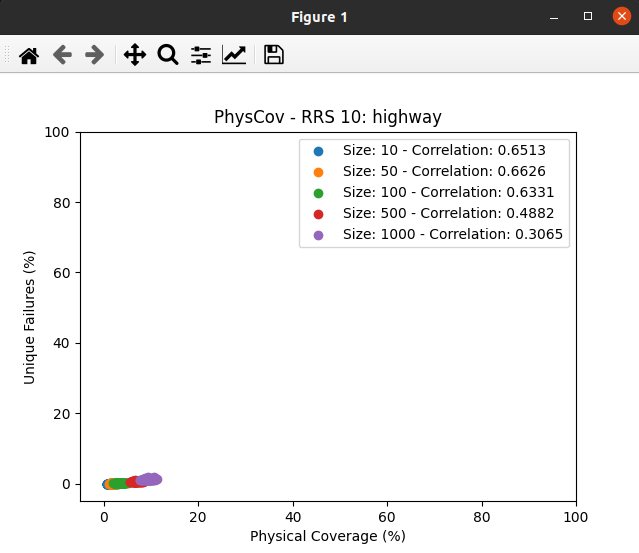 Figure 1
PhysCov - RRS 10: highway
100
80
60
40
20
0
Unique Failures (%)
Size: 10 - Correlation: 0.6513
Size: 50 - Correlation: 0.6626
Size: 100 - Correlation: 0.6331
Size: 500 - Correlation: 0.4882
Size: 1000 - Correlation: 0.3065
0 20 40 60 80 100
Physical Coverage (%)